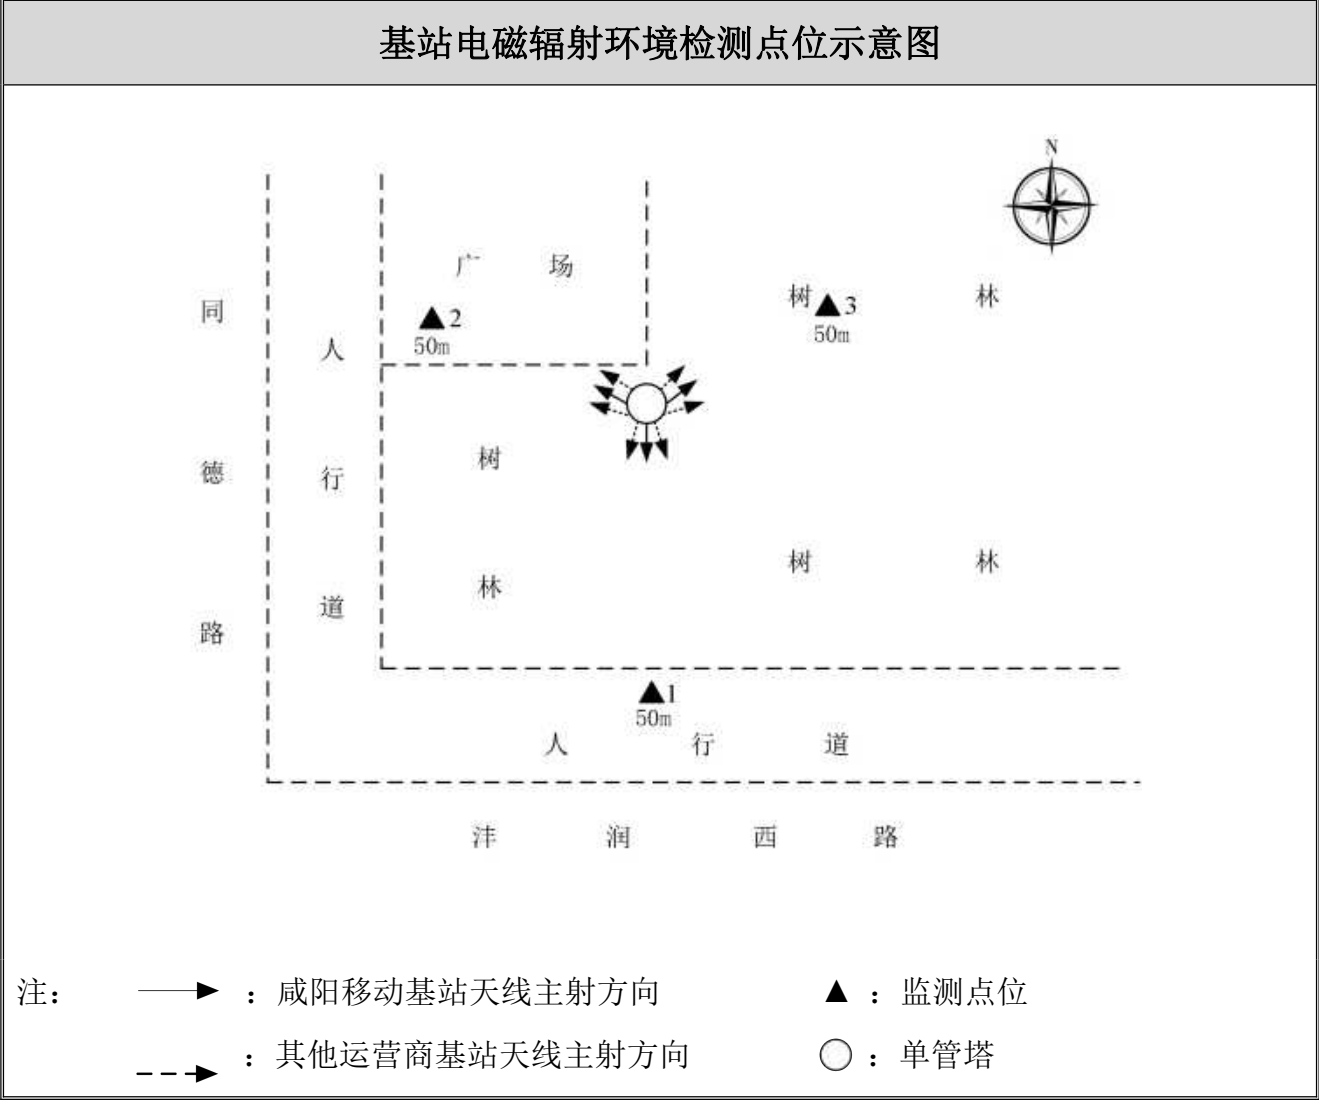 基站电磁辐射环境检测点位示意图
N
广场
树 林
▲3
50m
▲2
50m
同德路
人行道
树林
树 林
▲1
50m
人行道
沣润西路
注：
：咸阳移动基站天线主射方向
▲：监测点位
：其他运营商基站天线主射方向
：单管塔